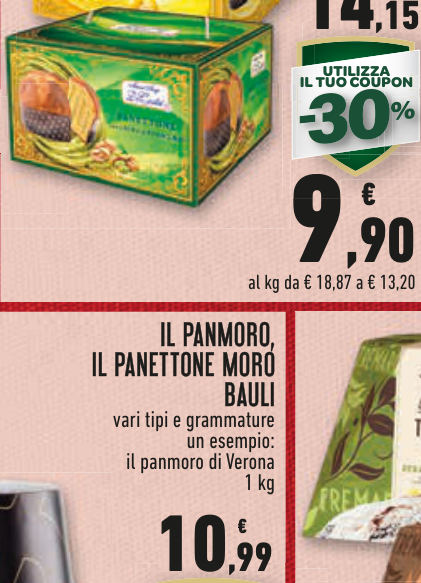 14,15
UTILIZZA
IL TUO COUPON
-30%
PANETTONE
€
9,90
al kg da € 18,87 a € 13,20
IL PANMORO,
IL PANETTONE MORO
BAULI
vari tipi e grammature
un esempio:
il panmoro di Verona
1 kg
€
10,99